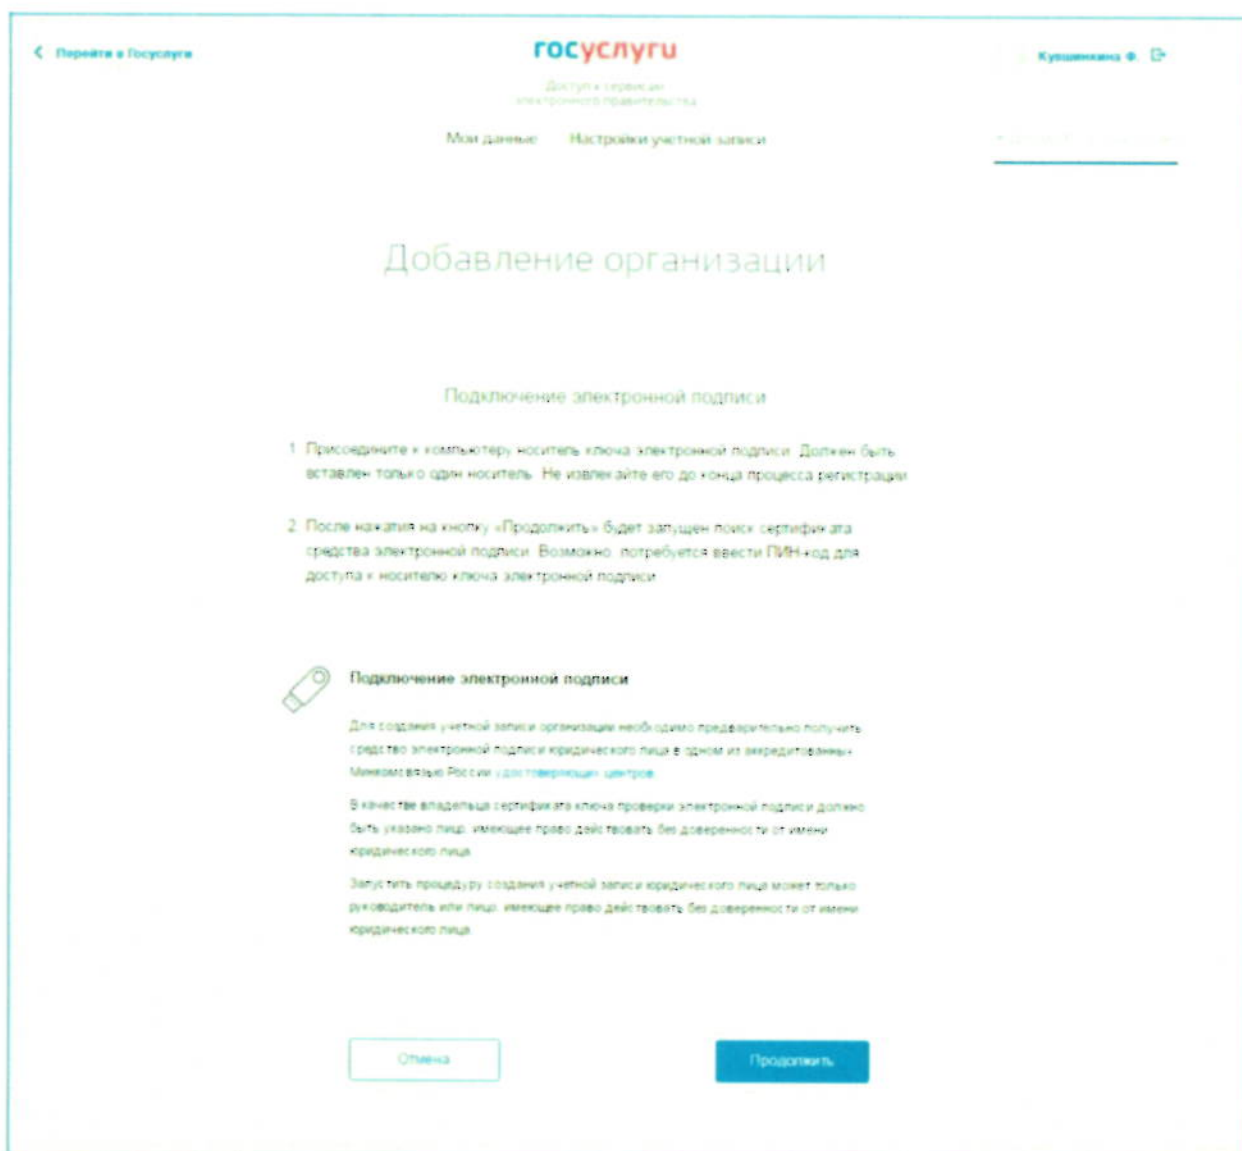 Перейти в Госуслуги
госуслуги
Кувшинкина Ф.
Доступ к сервисам
электронного правительства
Мои данные Настройки учетной записи
Добавление организации
Подключение электронной подписи
1. Присоедините к компьютеру носитель ключа электронной подписи. Должен быть
вставлен только один носитель. Не извлекайте его до конца процесса регистрации
2. После нажатия на кнопку «Продолжить» будет запущен поиск сертификата
средства электронной подписи. Возможно, потребуется ввести ПИН-код для
доступа к носителю ключа электронной подписи
Подключение электронной подписи
Для создания учетной записи организации необходимо предварительно получить
средство электронной подписи юридического лица в одном из аккредитованных
Минкомсвязью России удостоверяющих центров
В качестве владельца сертификата ключа проверки электронной подписи должно
быть указано лицо, имеющее право действовать без доверенности от имени
юридического лица
Запустить процедуру создания учетной записи юридического лица может только
руководитель или лицо, имеющее право действовать без доверенности от имени
юридического лица
Отмена Продолжить